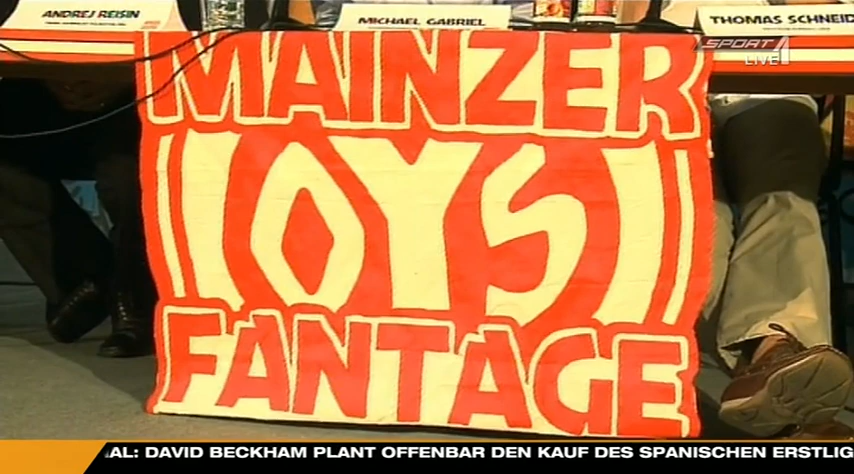 ANDREJ REISIN
MICHAEL GABRIEL
THOMAS SCHNEID
SPORT1
LIVE
MAINZER
OYS
FANTAGE
AL: DAVID BECKHAM PLANT OFFENBAR DEN KAUF DES SPANISCHEN ERSTLIG